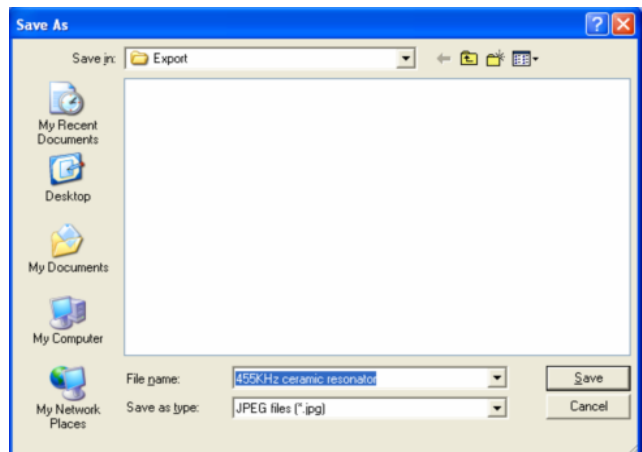 Save As
Save in:
Export
My Recent
Documents
Desktop
My Documents
My Computer
My Network
Places
File name:
455KHz ceramic resonator
Save
Save as type:
JPEG files (*.jpg)
Cancel